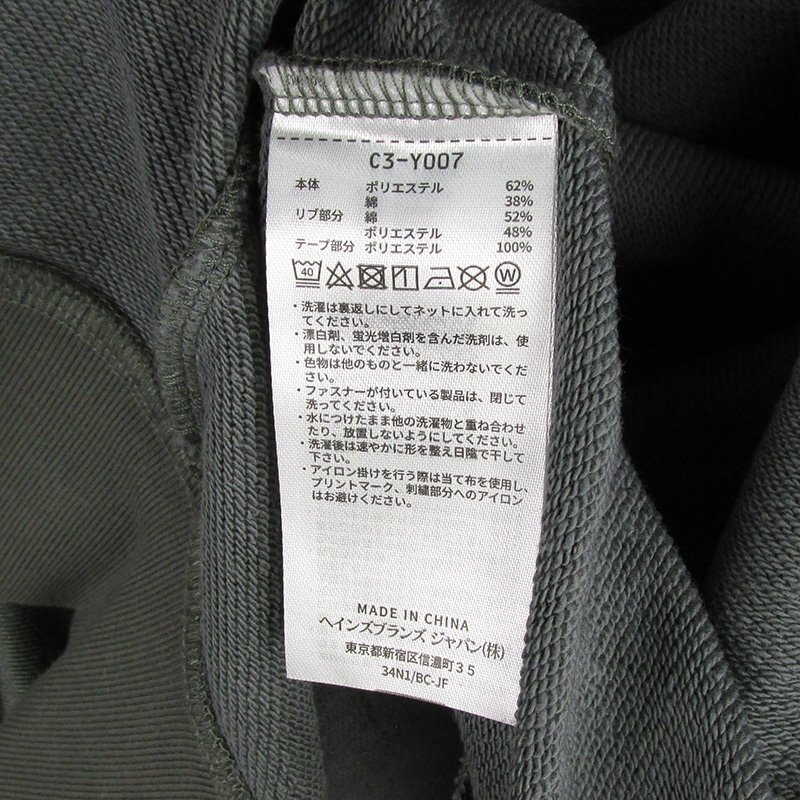 C3-Y007
本体 ポリエステル 62%
綿 38%
リブ部分 綿 52%
ポリエステル 48%
テープ部分 ポリエステル 100%
40 W
・洗濯は裏返しにしてネットに入れて洗っ
てください。
・漂白剤、蛍光増白剤を含んだ洗剤は、使
用しないでください。
・色物は他のものと一緒に洗わないでくだ
さい。
・ファスナーが付いている製品は、閉じて
洗ってください。
・水につけたまま他の洗濯物と重ね合わせ
たり、放置しないようにしてください。
・洗濯後は速やかに形を整え日陰で干して
下さい。
・アイロン掛けを行う際は当て布を使用し、
プリントマーク、刺繍部分へのアイロン
はお避けください。
MADE IN CHINA
ヘインズブランズ ジャパン(株)
東京都新宿区信濃町35
34N1/BC-JF